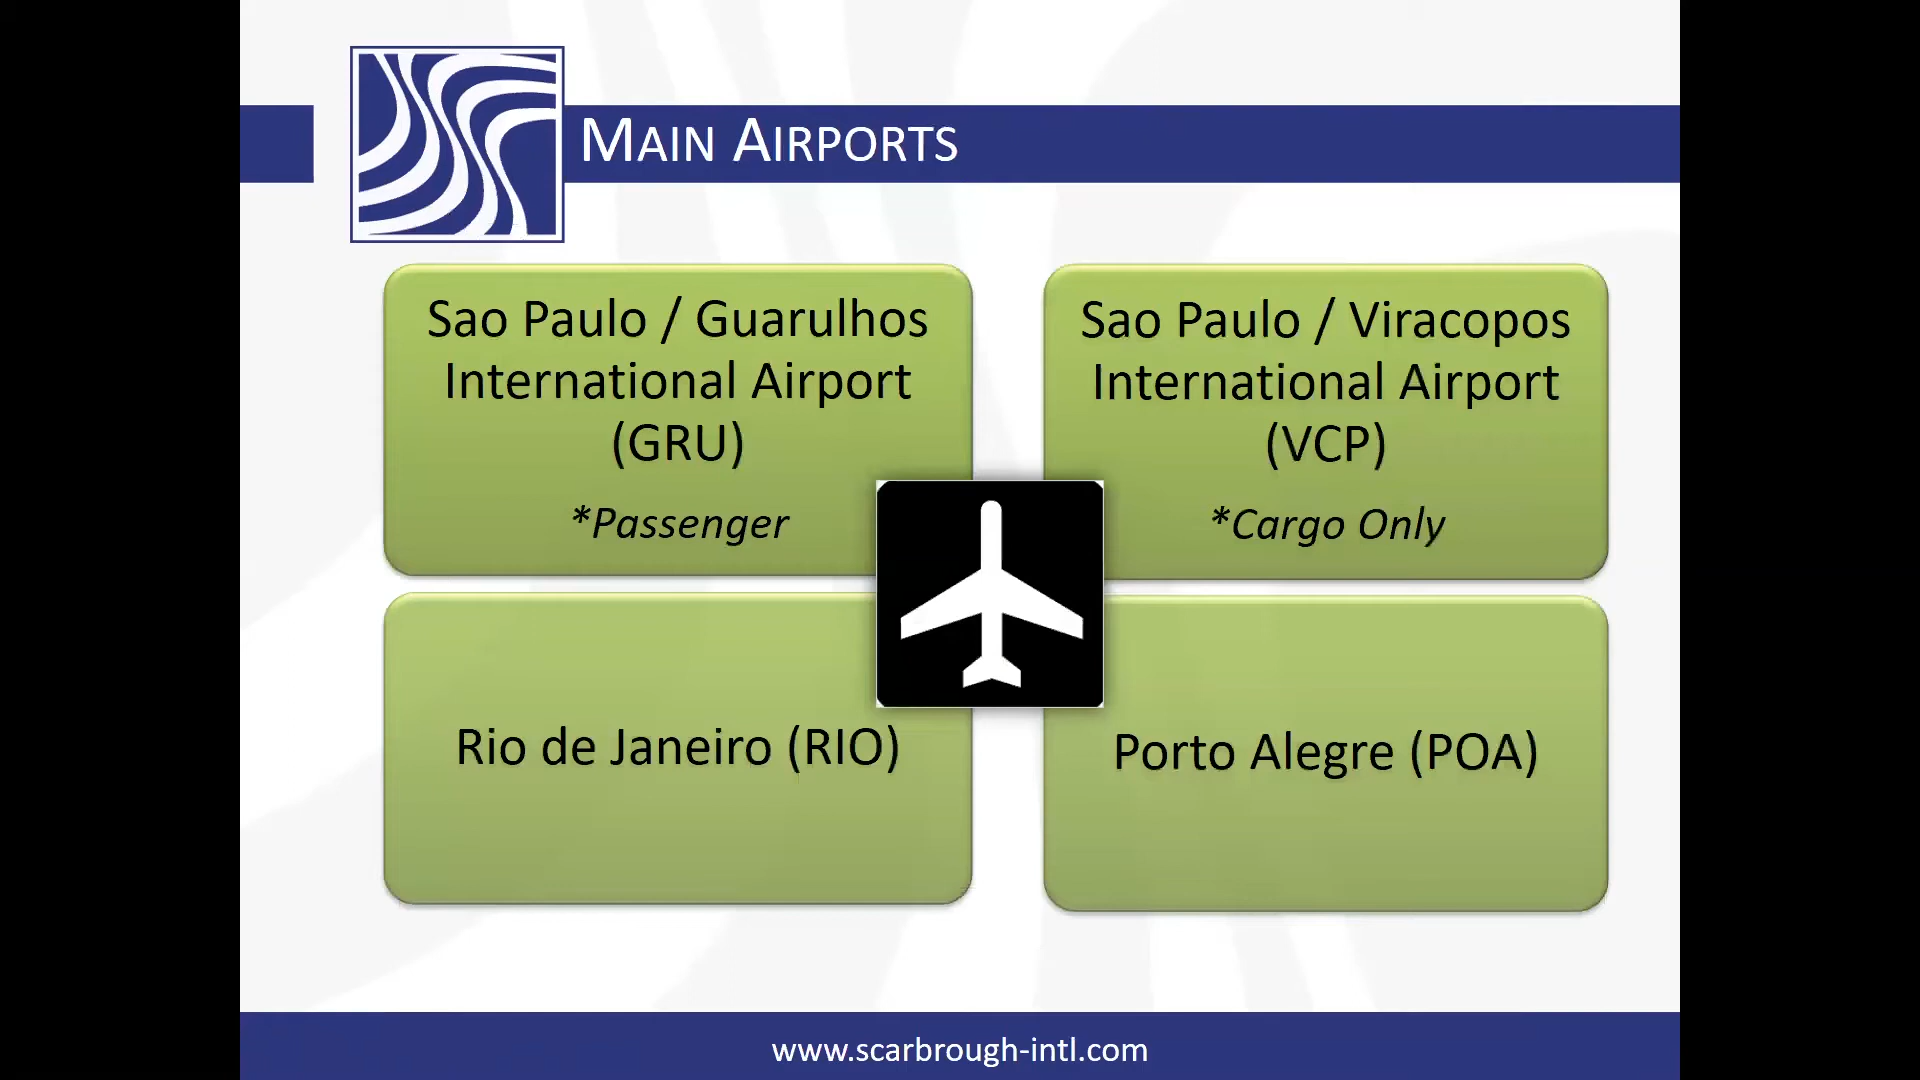 Main Airports
Sao Paulo / Guarulhos
International Airport
(GRU)
*Passenger
Sao Paulo / Viracopos
International Airport
(VCP)
*Cargo Only
Rio de Janeiro (RIO)
Porto Alegre (POA)
www.scarbrough-intl.com